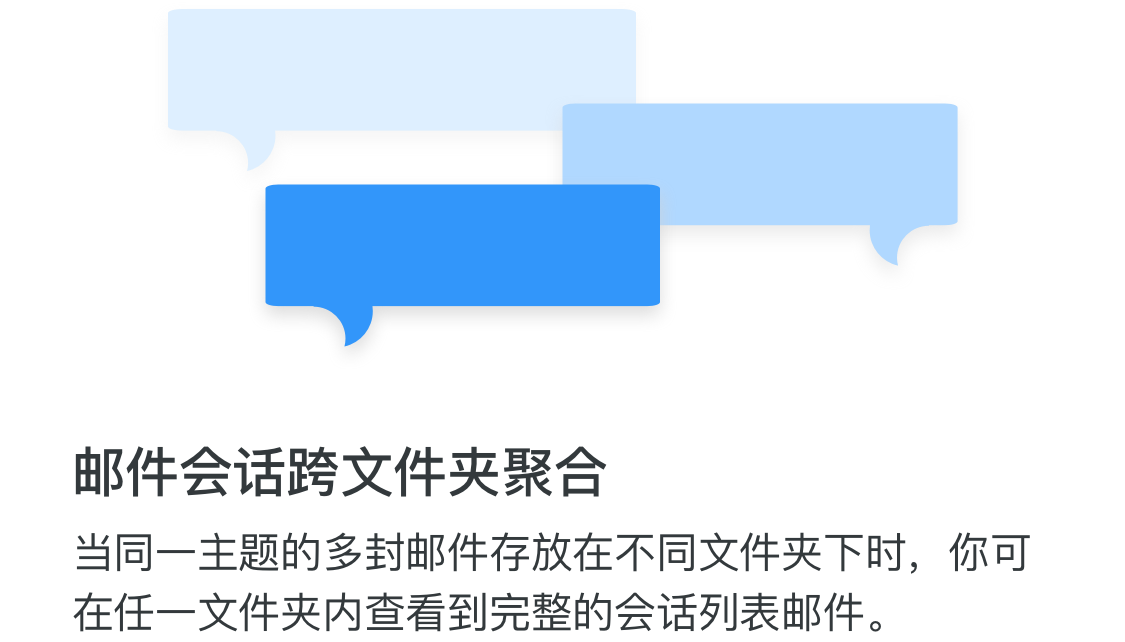 邮件会话跨文件夹聚合
当同一主题的多封邮件存放在不同文件夹下时，你可
在任一文件夹内查看到完整的会话列表邮件。